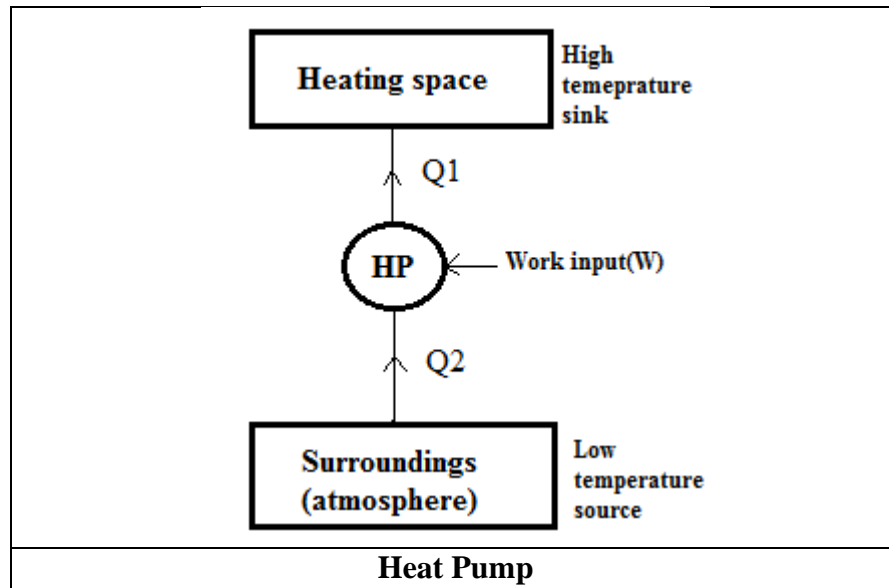 Heating space
High
temeprature
sink
Q1
HP
Work input(W)
Q2
Surroundings
(atmosphere)
Low
temperature
source
Heat Pump